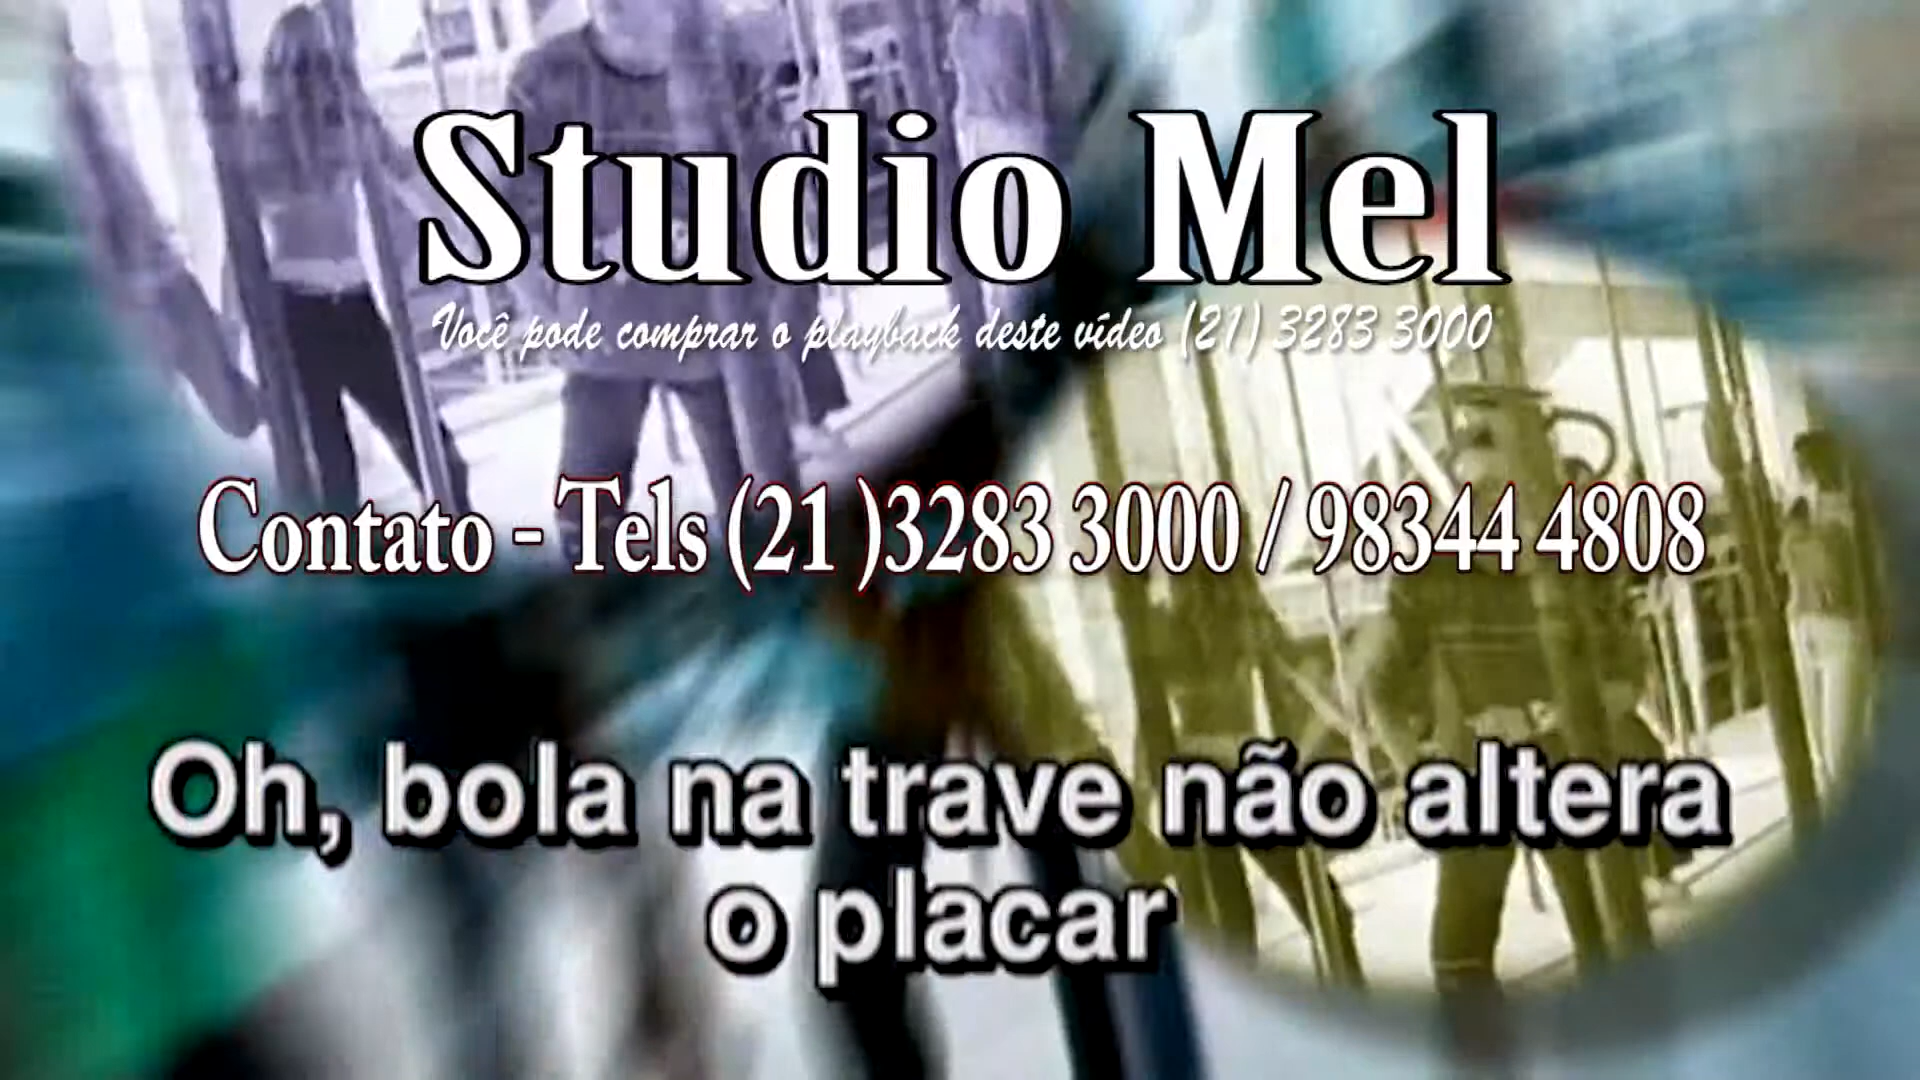 Studio Mel
Você pode comprar o playback deste vídeo (21) 3283 3000
Contato - Tels (21 )3283 3000 / 98344 4808
Oh, bola na trave não altera
o placar